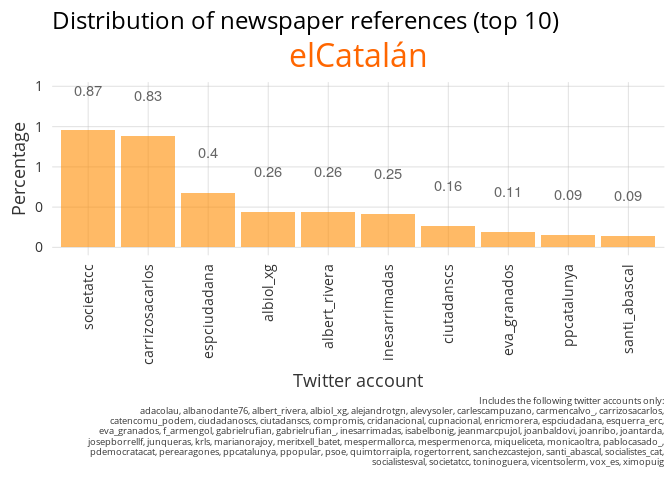 Distribution of newspaper references (top 10)
elCatalán
Percentage
1
1
1
0
0
0.87
0.83
0.4
0.26
0.26
0.25
0.16
0.11
0.09
0.09
societatcc
carrizosacarlos
espciudadana
albiol_xg
albert_rivera
inesarrimadas
ciutadanscs
eva_granados
ppcatalunya
santi_abascal
Twitter account
Includes the following twitter accounts only:
adacolau, albanodante76, albert_rivera, albiol_xg, alejandrotgn, alevysoler, carlescampuzano, carmencalvo_, carrizosacarlos,
catencomu_podem, ciudadanoscs, ciutadanscs, compromis, cridanacional, cupnacional, enricmorera, espciudadana, esquerra_erc,
eva_granados, f_armengol, gabrielrufian, gabrielrufian_, inesarrimadas, isabelbonig, jeanmarcpujol, joanbaldovi, joanribo, joantarda,
josepborrellf, junqueras, krls, marianorajoy, meritxell_batet, mespermallorca, mespermenorca, miqueliceta, monicaoltra, pablocasado_,
pdemocratacat, perearagones, ppcatalunya, ppopular, psoe, quimtorraipla, rogertorrent, sanchezcastejon, santi_abascal, socialistes_cat,
socialistesval, societatcc, toninoguera, vicentsolerm, vox_es, ximopuig